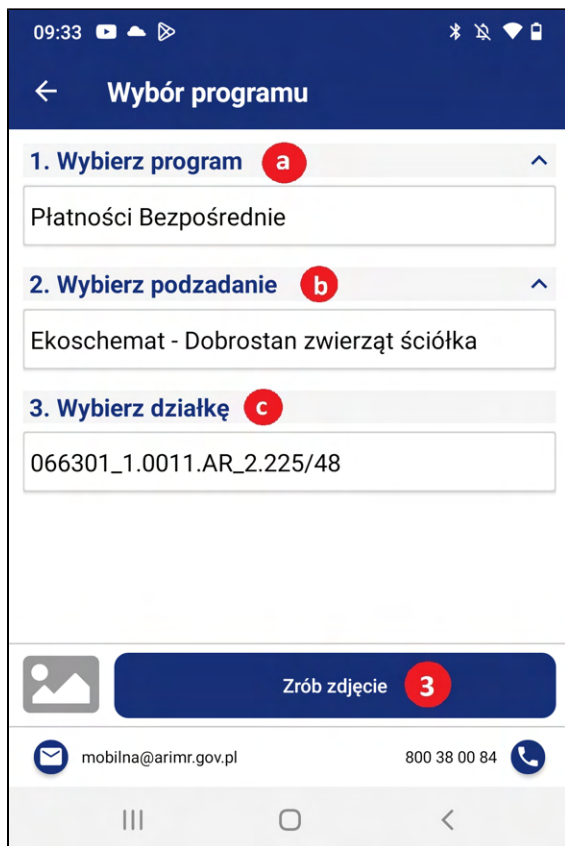 09:33
Wybór programu
1. Wybierz program a
Płatności Bezpośrednie
2. Wybierz podzadanie b
Ekoschemat - Dobrostan zwierząt ściółka
3. Wybierz działkę c
066301_1.0011.AR_2.225/48
Zrób zdjęcie 3
mobilna@arimr.gov.pl 800 38 00 84